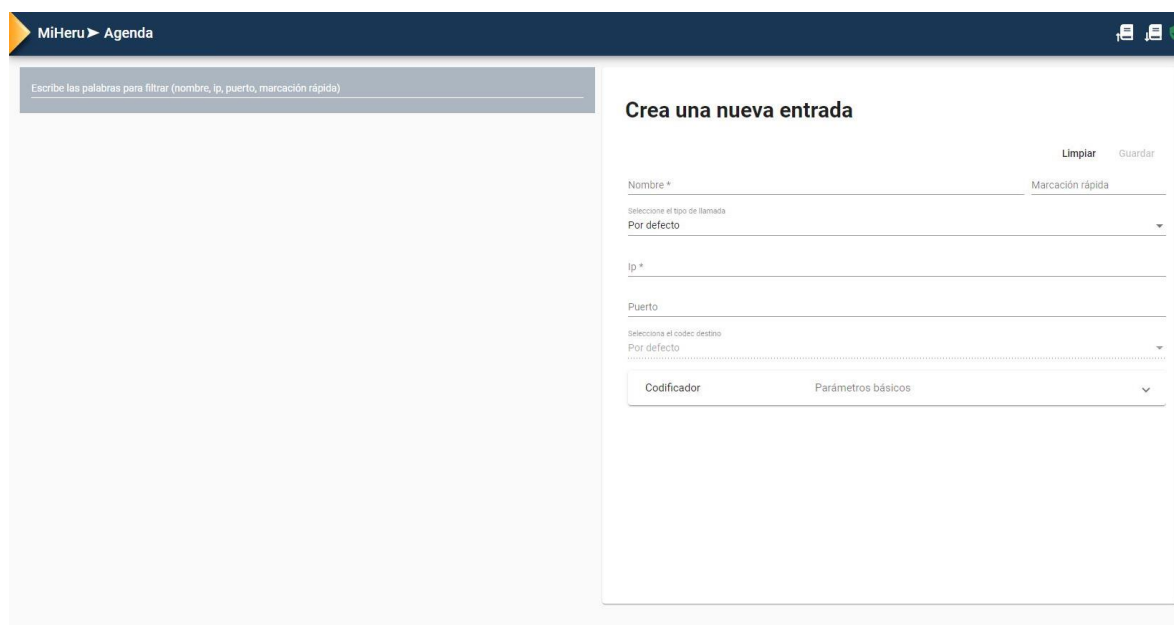 MiHeru➤ Agenda
Escribe las palabras para filtrar (nombre, ip, puerto, marcación rápida)
Crea una nueva entrada
Limpiar Guardar
Nombre * Marcación rápida
Seleccione el tipo de llamada
Por defecto
Ip *
Puerto
Selecciona el codec destino
Por defecto
Codificador Parámetros básicos